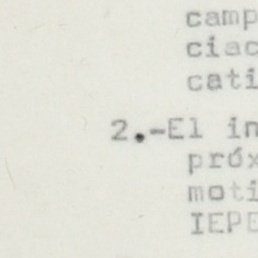 camp
ciac
cati
2.-El in
próx
moti
IEPE